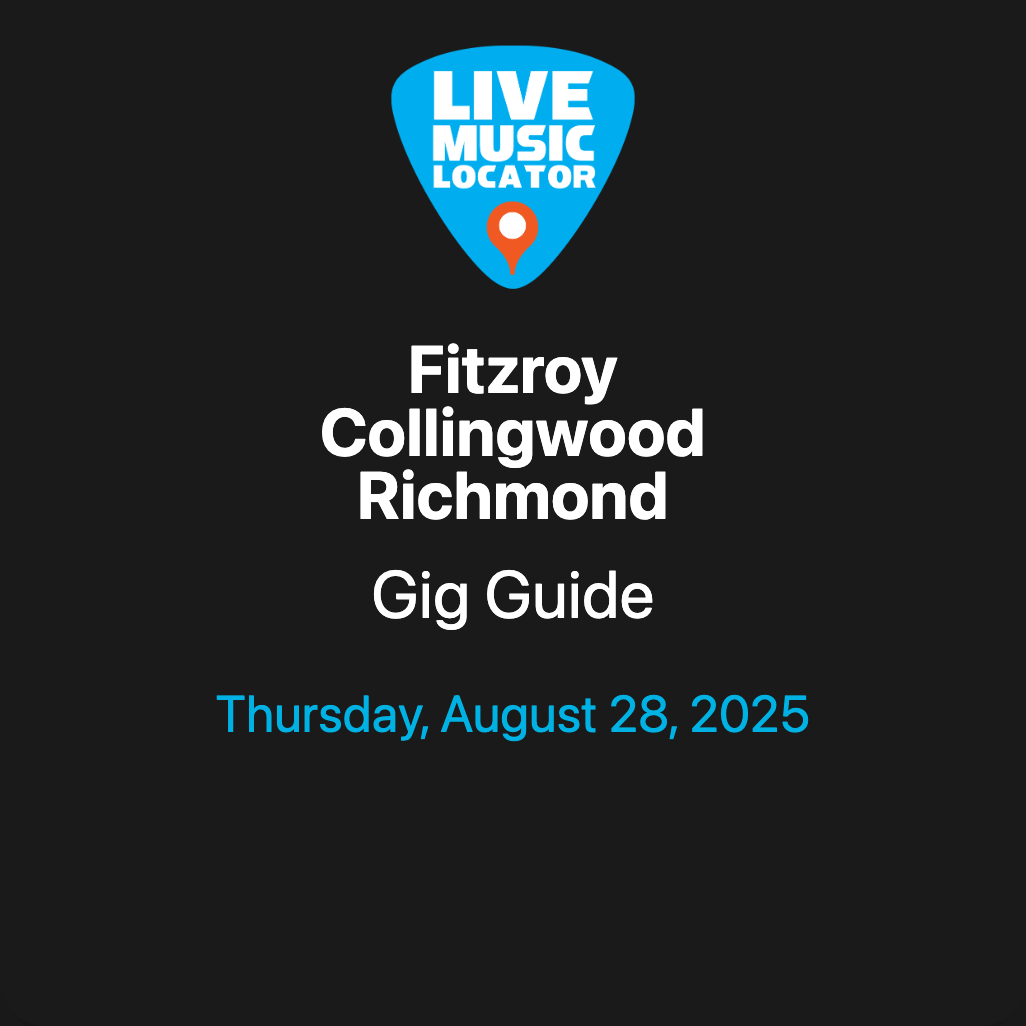 LIVE
MUSIC
LOCATOR
Fitzroy
Collingwood
Richmond
Gig Guide
Thursday, August 28, 2025